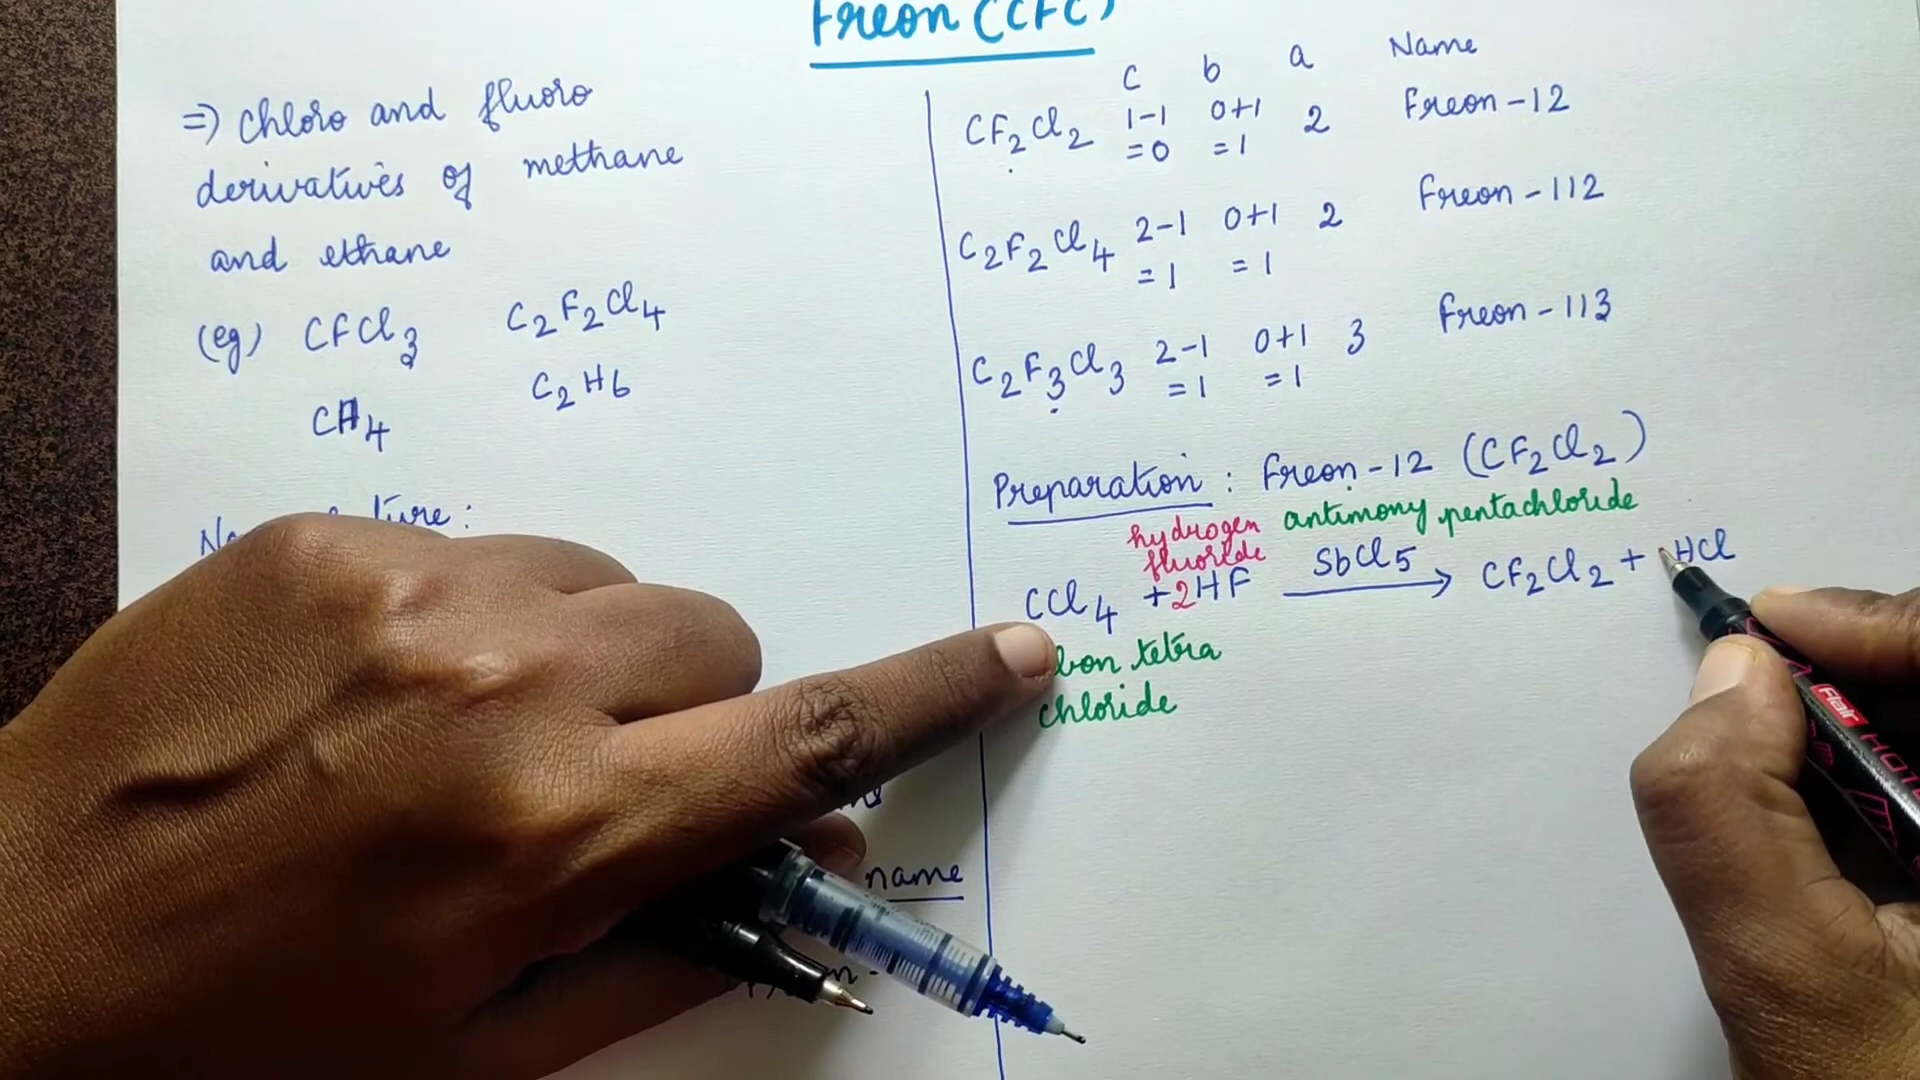 Freon (CFC)
=) chloro and fluoro
derivatives of methane
and ethane
(eg) CFCl3 C2F2Cl4
CH4 C2H6
ture:
name
c b a Name
CF2Cl2 1-1 0+1 2 Freon-12
=0 =1
C2F2Cl4 2-1 0+1 2 Freon-112
=1 =1
C2F3Cl3 2-1 0+1 3 Freon-113
=1 =1
Preparation: Freon-12 (CF2Cl2)
hydrogen antimony pentachloride
fluoride SbCl5
CCl4 +2HF → CF2Cl2 + HCl
bon tetra
chloride
Flair